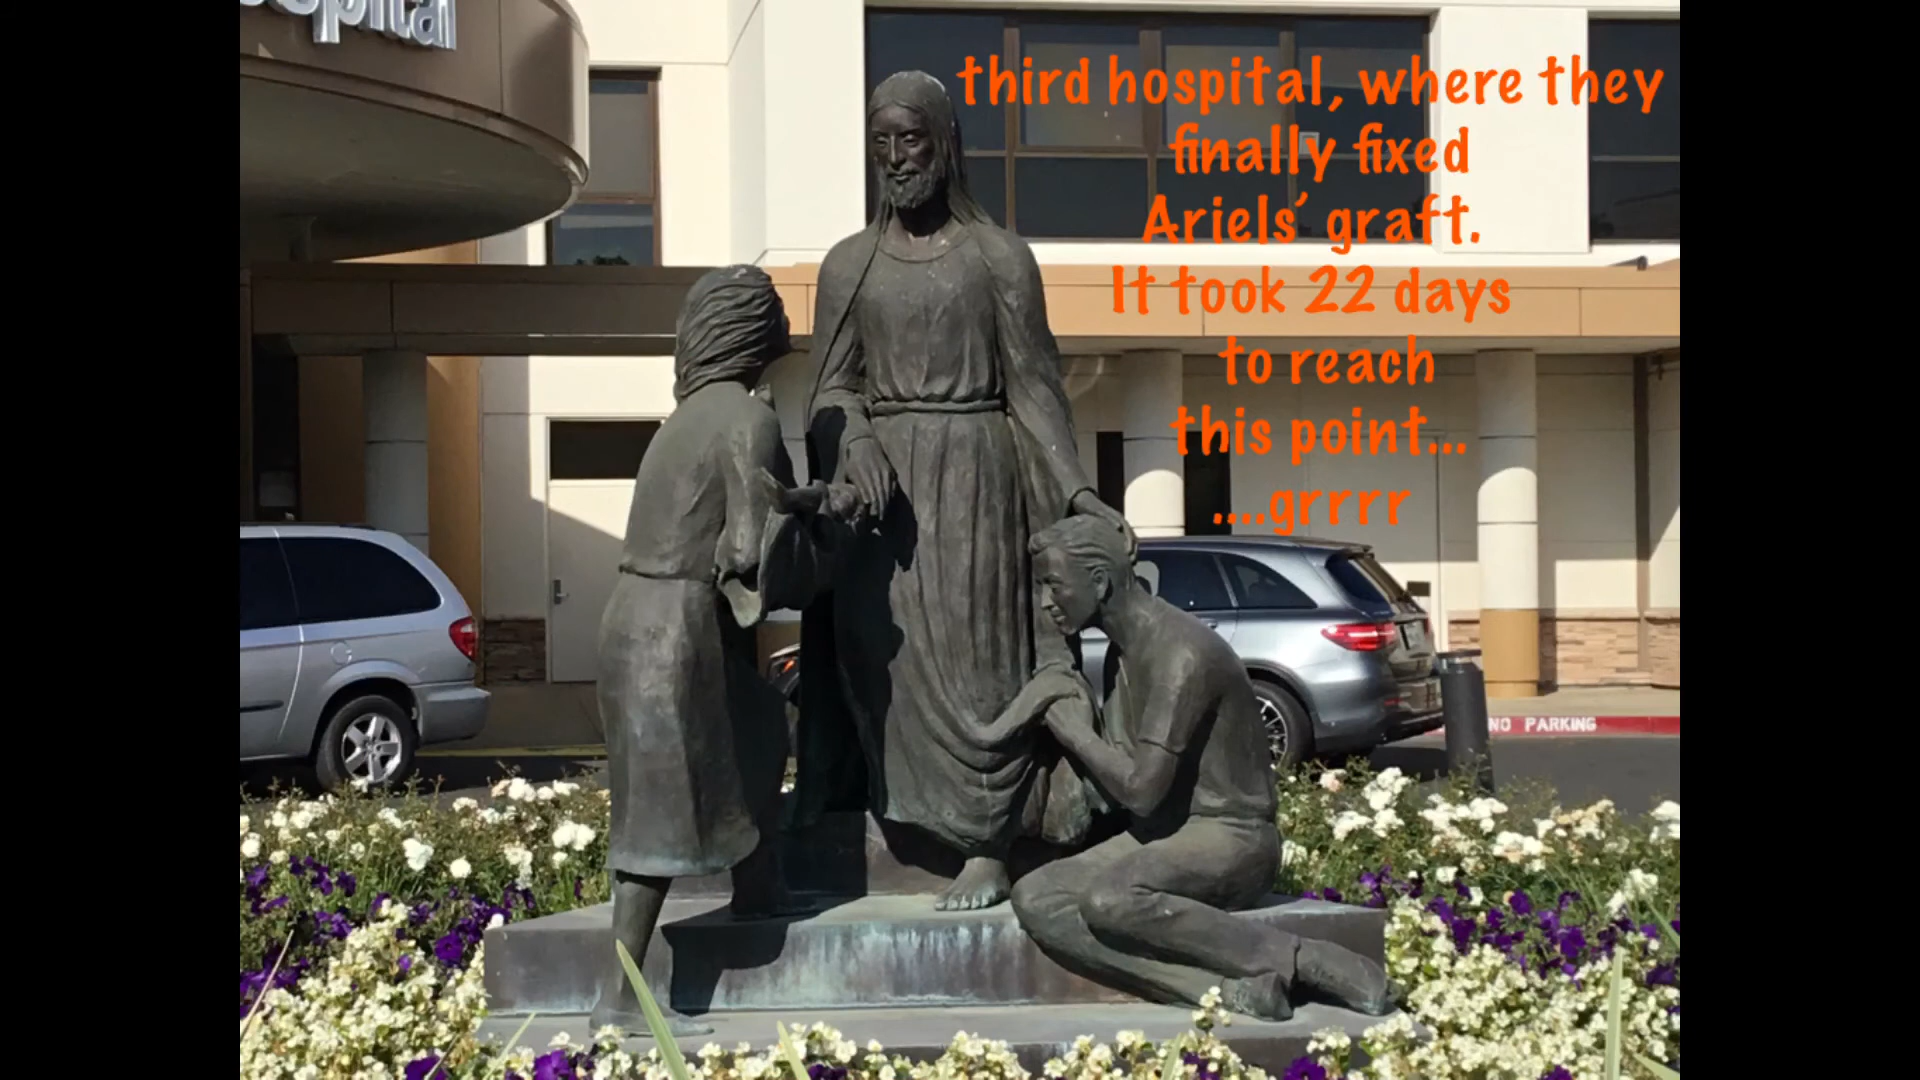 third hospital, where they
finally fixed
Ariels' graft.
It took 22 days
to reach
this point...
....grrrr
NO PARKING